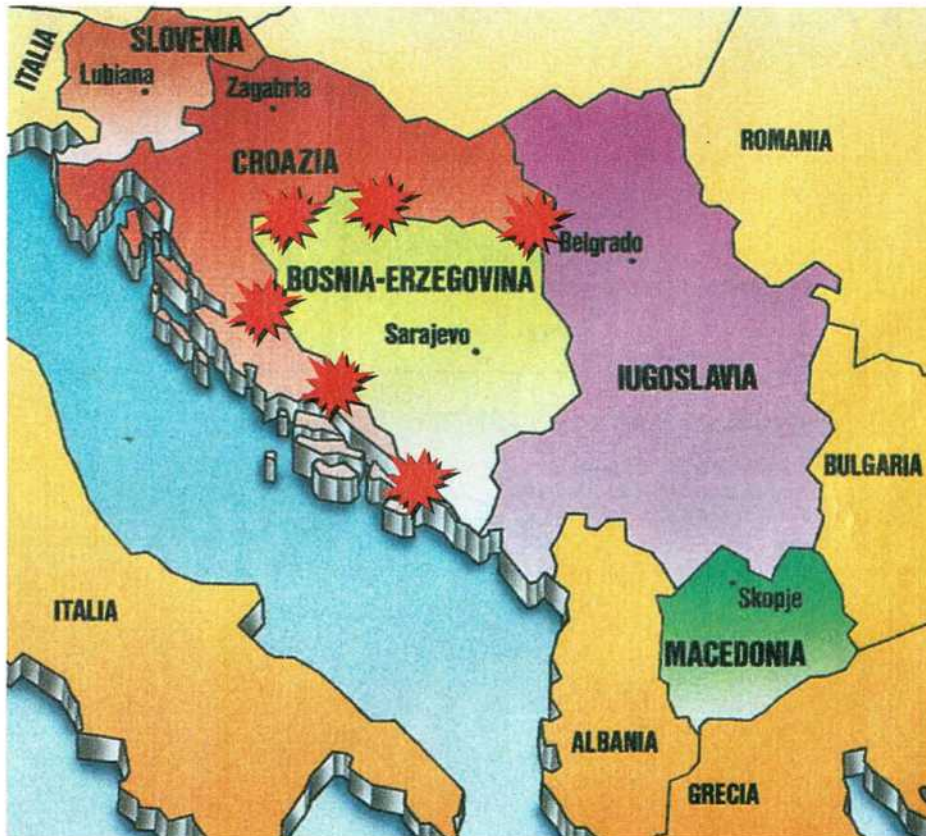 ITALIA
SLOVENIA
Lubiana
Zagabria
CROAZIA
ROMANIA
Belgrado
BOSNIA-ERZEGOVINA
Sarajevo
IUGOSLAVIA
BULGARIA
ITALIA
Skopje
MACEDONIA
ALBANIA
GRECIA